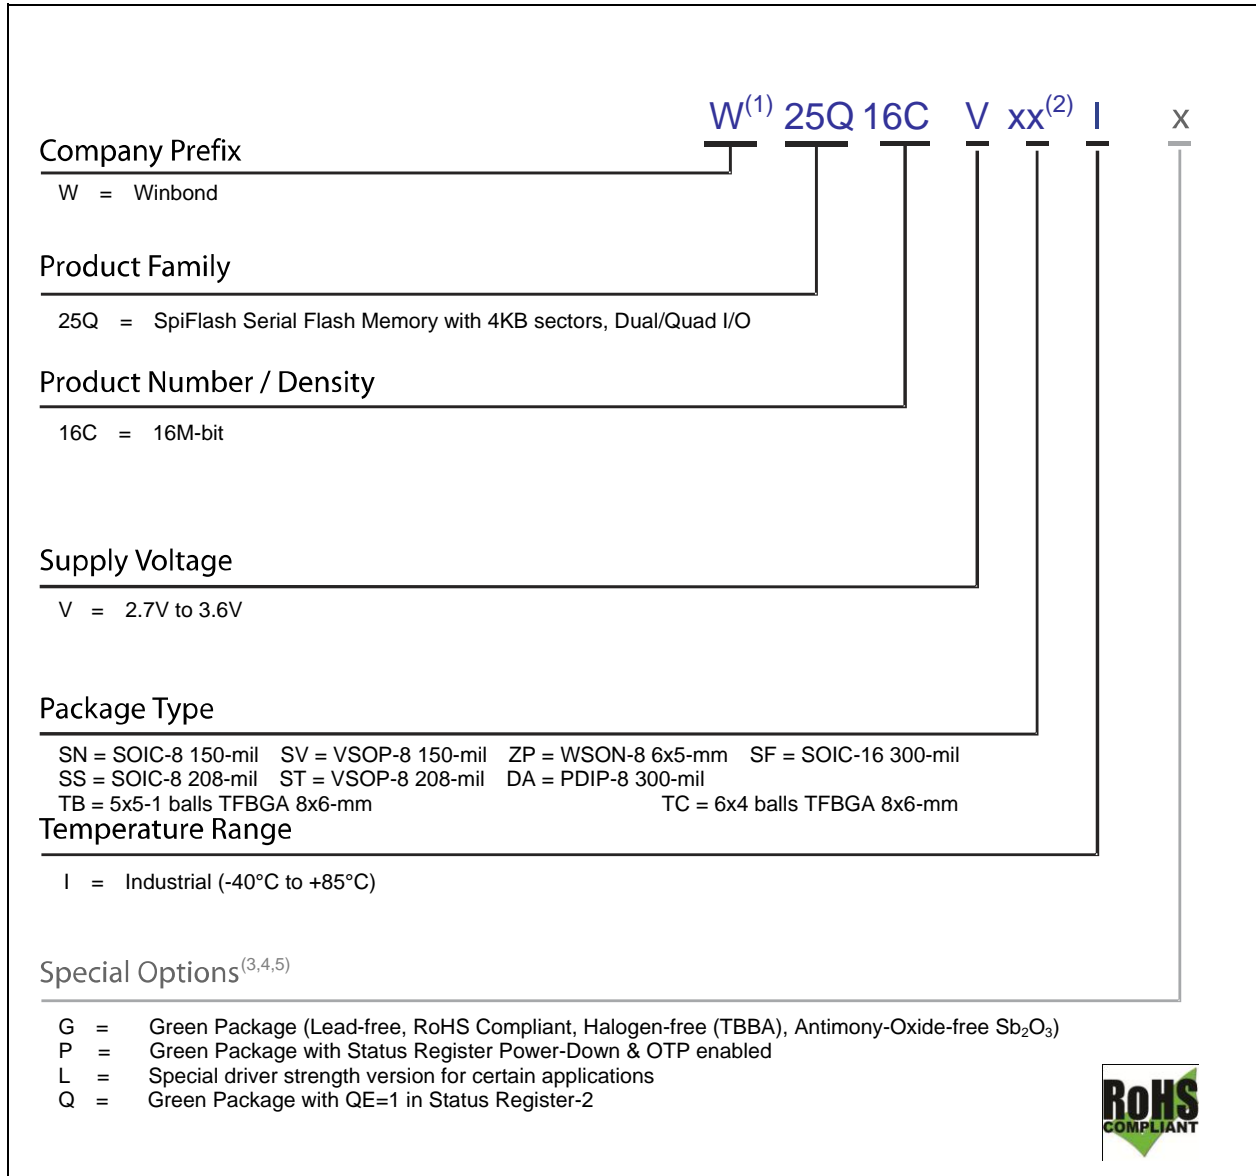 W(1) 25Q 16C V xx(2) I x
Company Prefix
W = Winbond
Product Family
25Q = SpiFlash Serial Flash Memory with 4KB sectors, Dual/Quad I/O
Product Number / Density
16C = 16M-bit
Supply Voltage
V = 2.7V to 3.6V
Package Type
SN = SOIC-8 150-mil SV = VSOP-8 150-mil ZP = WSON-8 6x5-mm SF = SOIC-16 300-mil
SS = SOIC-8 208-mil ST = VSOP-8 208-mil DA = PDIP-8 300-mil
TB = 5x5-1 balls TFBGA 8x6-mm TC = 6x4 balls TFBGA 8x6-mm
Temperature Range
I = Industrial (-40°C to +85°C)
Special Options(3,4,5)
G = Green Package (Lead-free, RoHS Compliant, Halogen-free (TBBA), Antimony-Oxide-free Sb2O3)
P = Green Package with Status Register Power-Down & OTP enabled
L = Special driver strength version for certain applications
Q = Green Package with QE=1 in Status Register-2
RoHS
COMPLIANT